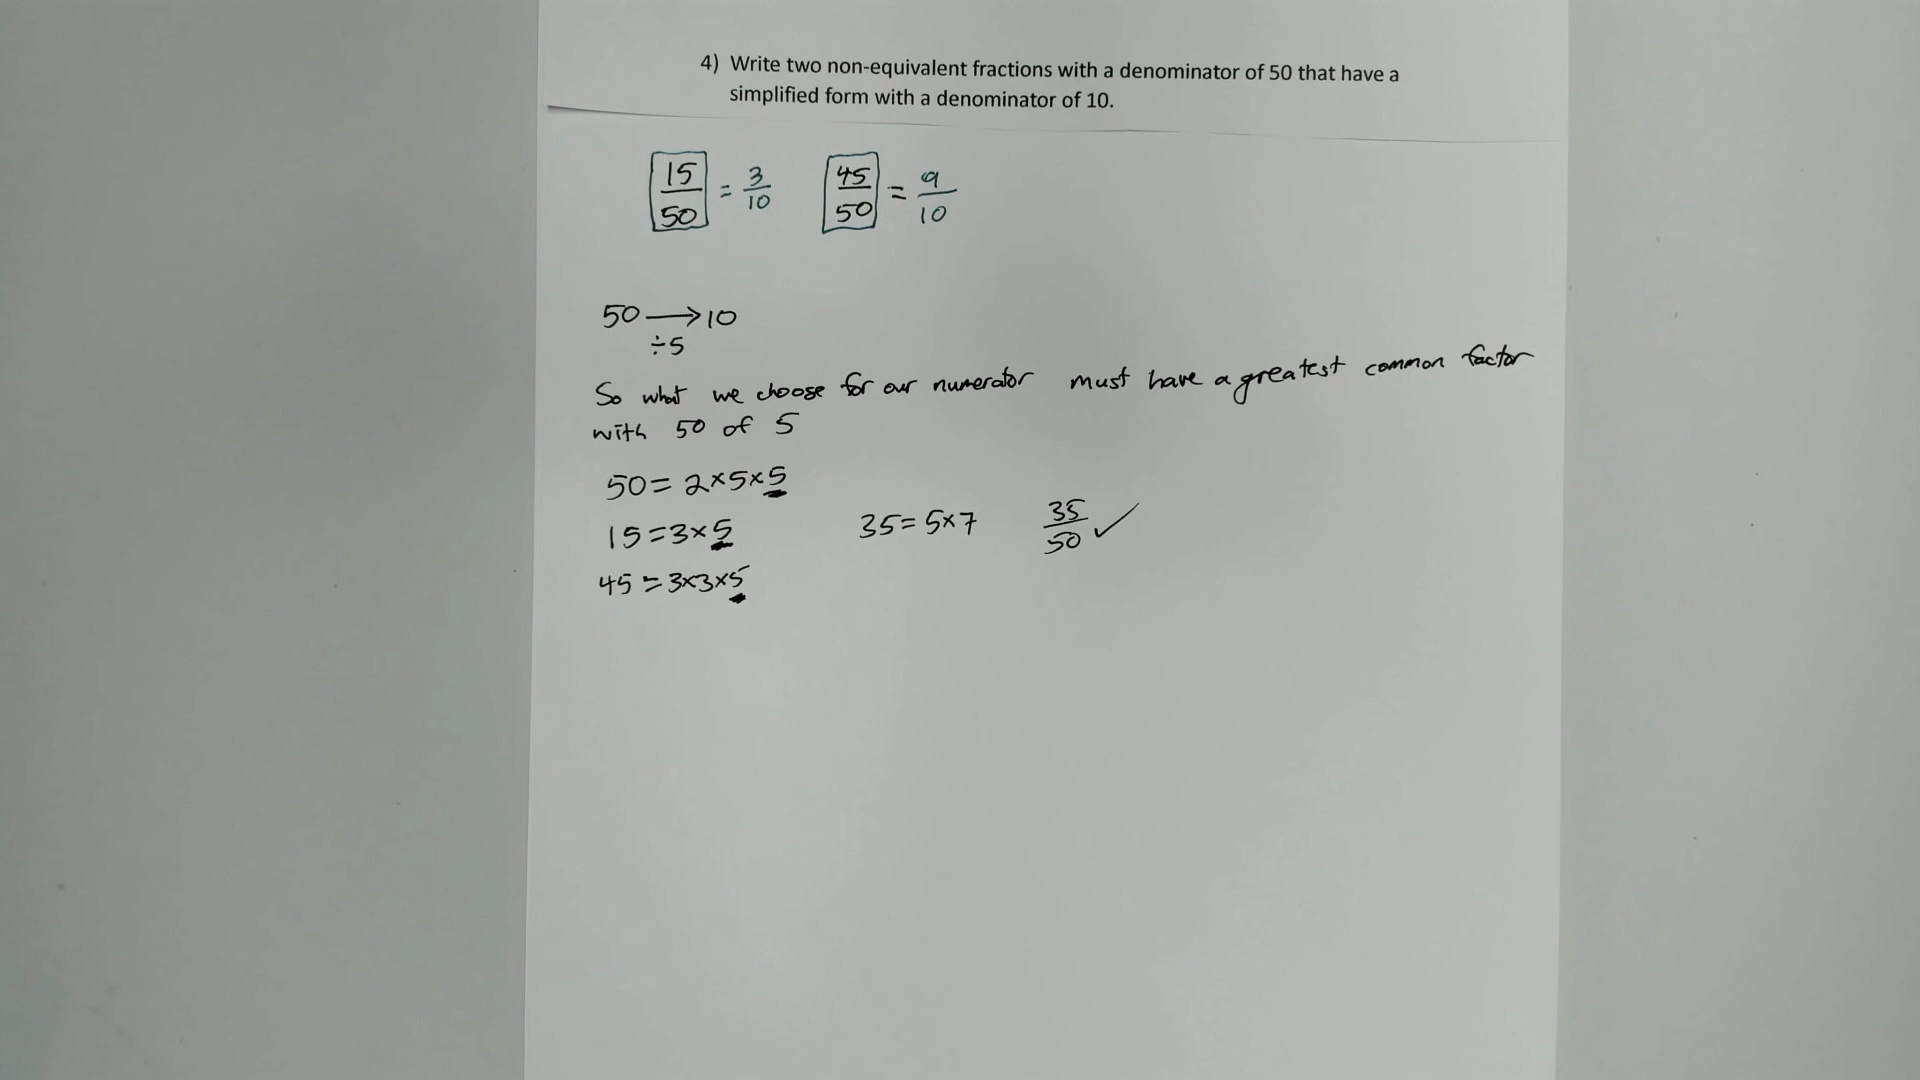 4) Write two non-equivalent fractions with a denominator of 50 that have a
simplified form with a denominator of 10.
15/50 = 3/10 45/50 = 9/10
50 → 10
÷5
So what we choose for our numerator must have a greatest common factor
with 50 of 5
50 = 2×5×5
15 = 3×5 35 = 5×7 35/50 ✓
45 = 3×3×5